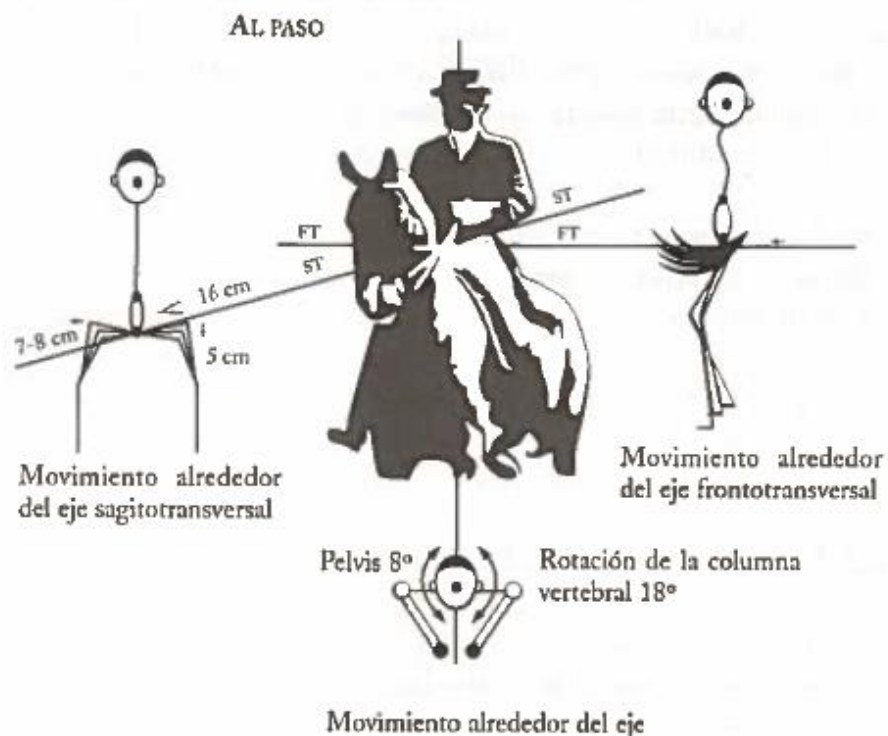 AL PASO
ST
FT
FT
ST
16 cm
7-8 cm
5 cm
Movimiento alrededor
del eje sagitotransversal
Movimiento alrededor
del eje frontotransversal
Pelvis 8º
Rotación de la columna
vertebral 18º
Movimiento alrededor del eje